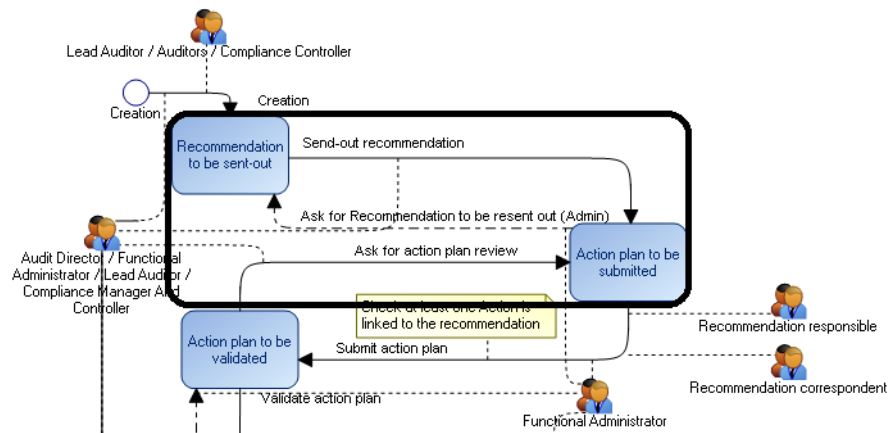 Lead Auditor / Auditors / Compliance Controller
Creation
Creation
Recommendation
to be sent-out
Send-out recommendation
Ask for Recommendation to be resent out (Admin)
Audit Director / Functional
Administrator / Lead Auditor /
Compliance Manager And
Controller
Ask for action plan review
Action plan to be
submitted
Check at least one Action is
linked to the recommendation
Recommendation responsible
Action plan to be
validated
Submit action plan
Recommendation correspondent
Validate action plan
Functional Administrator